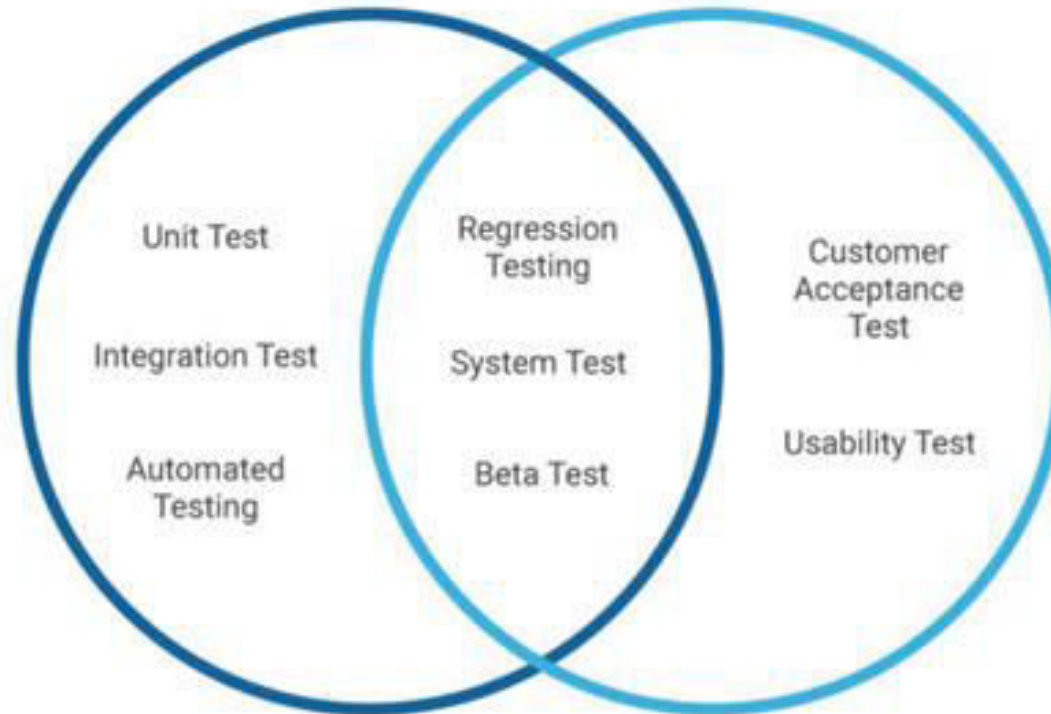 Unit Test
Integration Test
Automated
Testing
Regression
Testing
System Test
Beta Test
Customer
Acceptance
Test
Usability Test